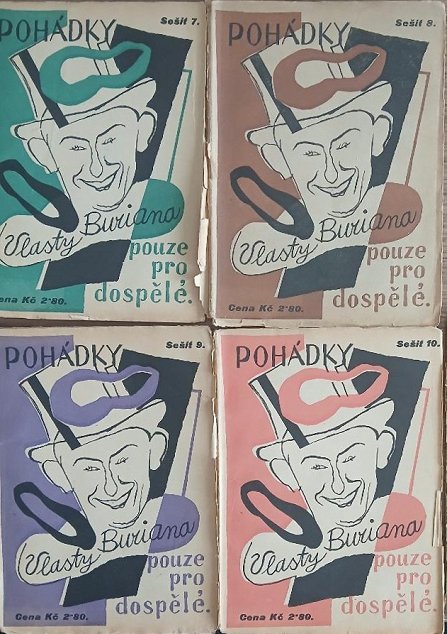 POHÁDKY
Sešit 7.
Vlasty Buriana
pouze
pro
dospělé.
Cena Kč 2·80.
POHÁDKY
Sešit 8.
Vlasty Buriana
pouze
pro
dospělé.
Cena Kč 2·80.
POHÁDKY
Sešit 9.
Vlasty Buriana
pouze
pro
dospělé.
Cena Kč 2·80.
POHÁDKY
Sešit 10.
Vlasty Buriana
pouze
pro
dospělé.
Cena Kč 2·80.